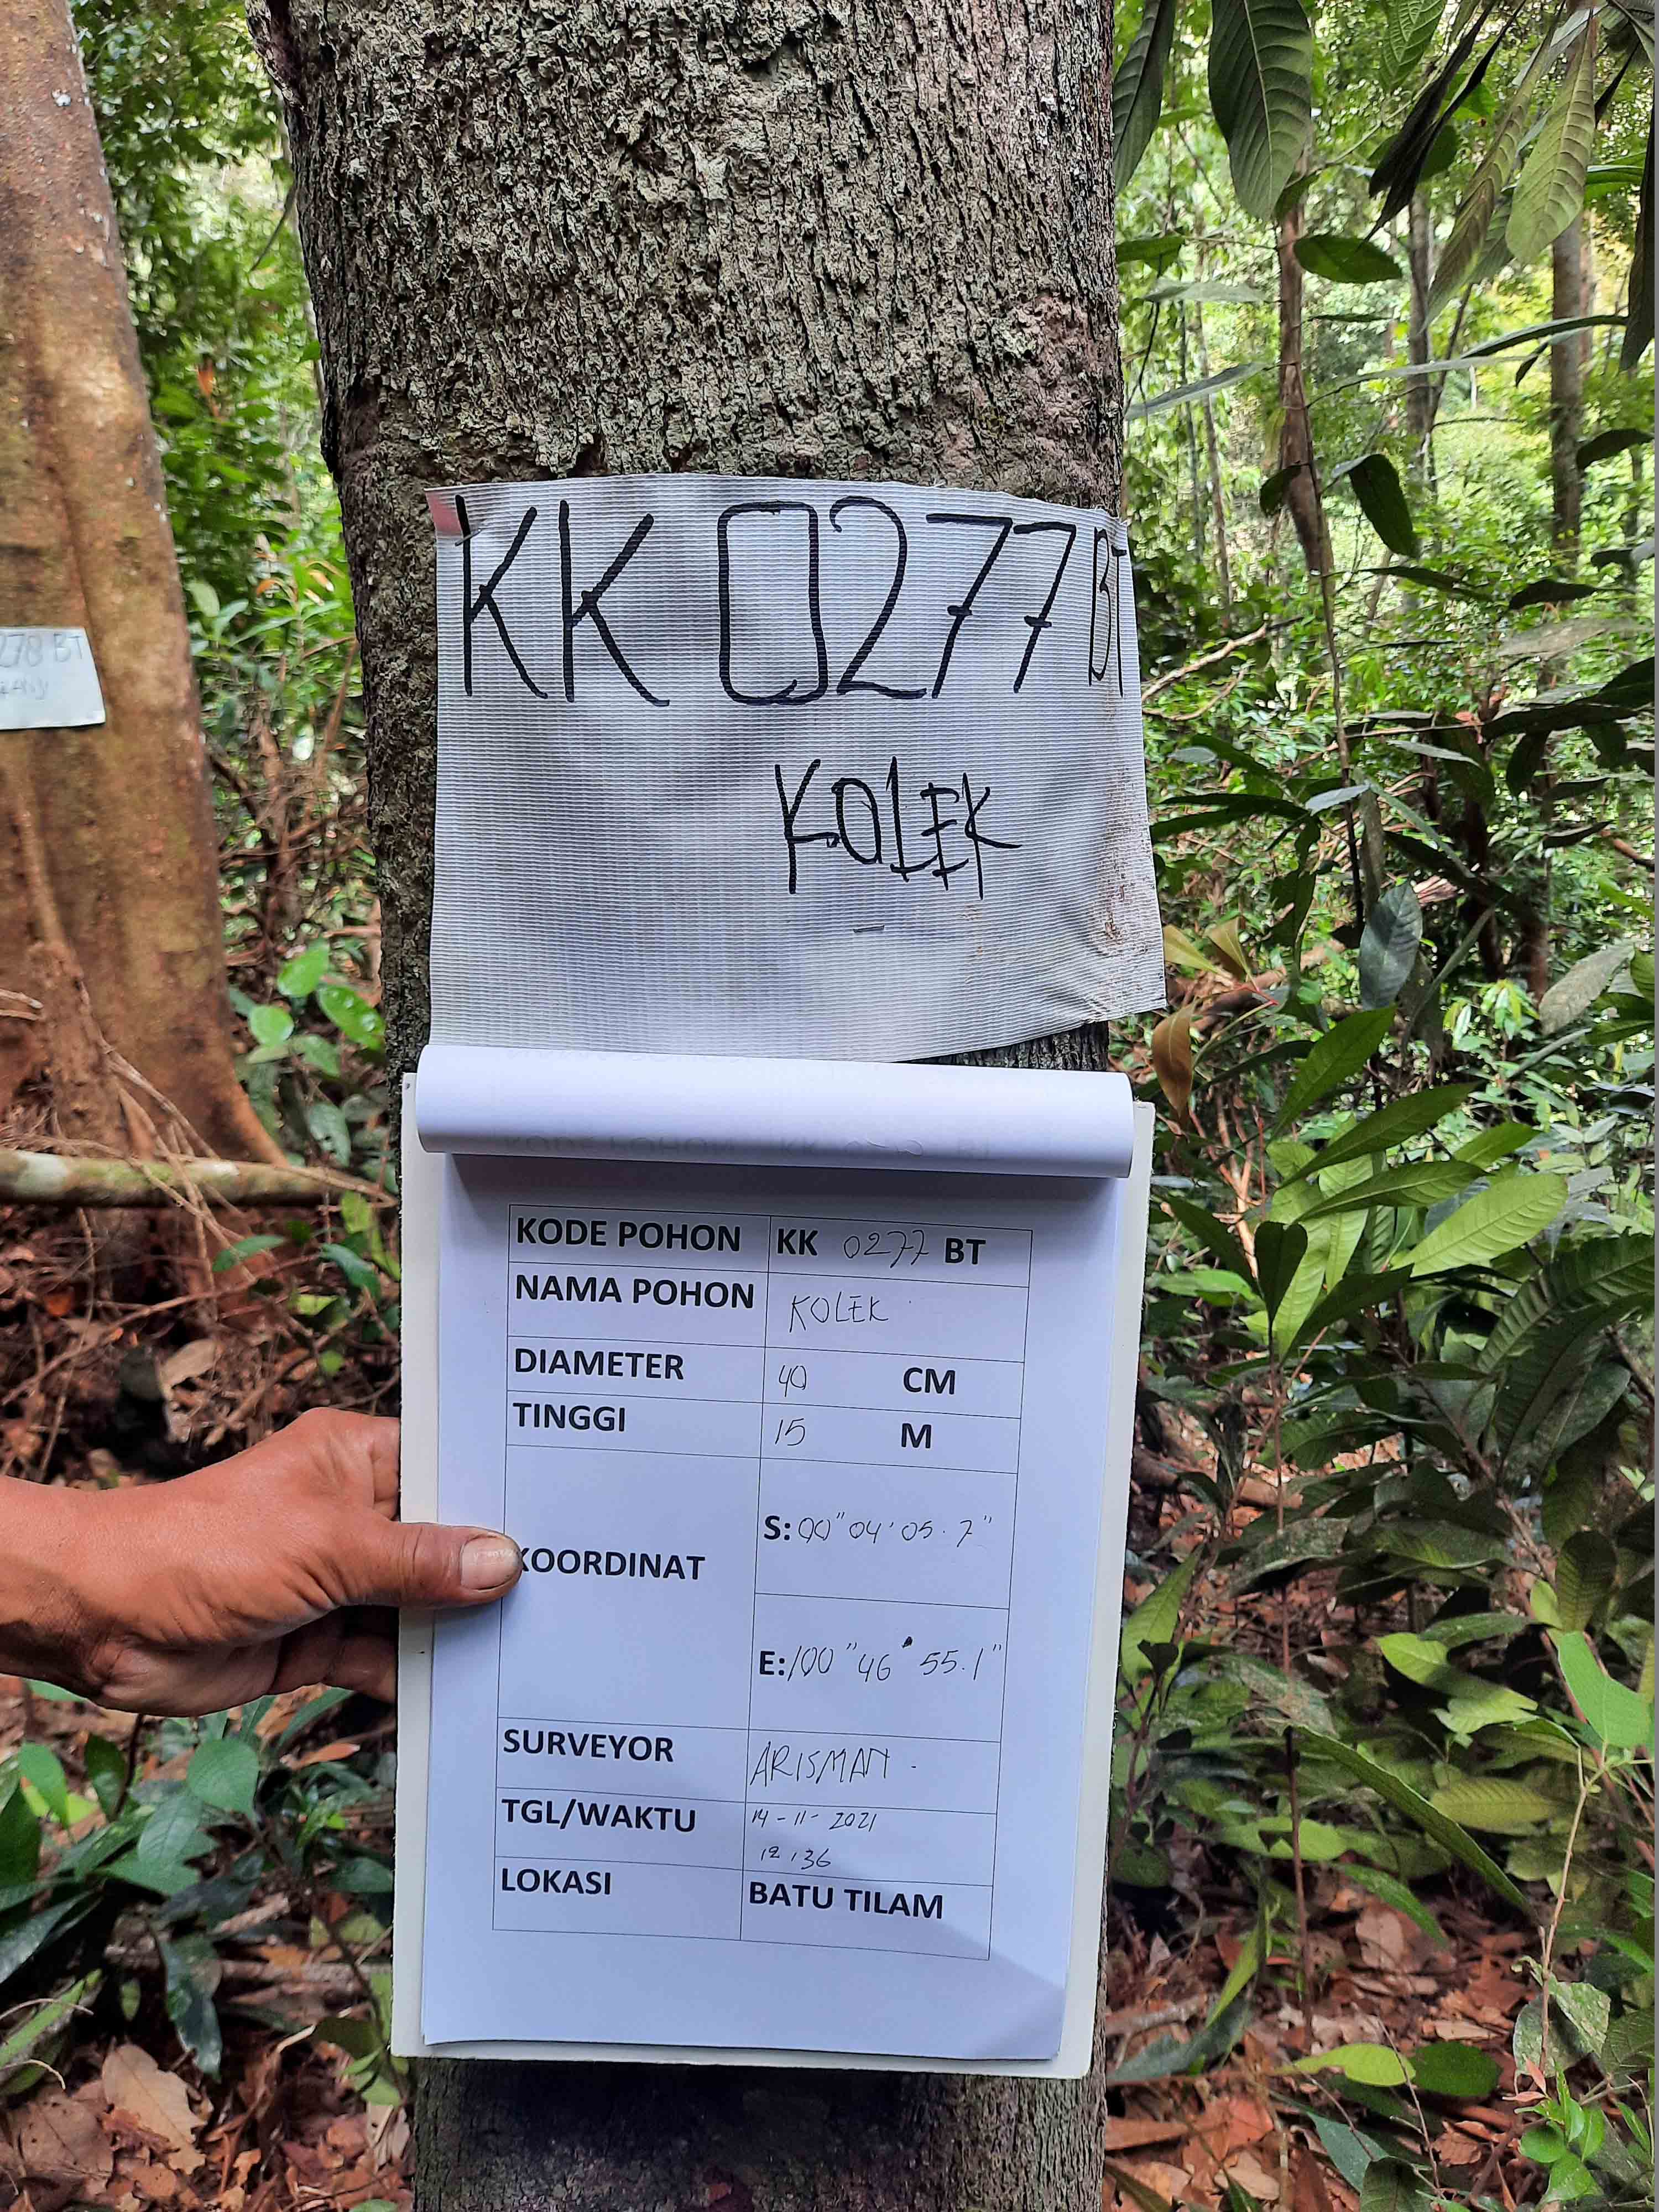 KK 0277 BT
KOLEK
278 BT
KODE POHON KK 0277 BT
NAMA POHON KOLEK
DIAMETER 40 CM
TINGGI 15 M
KOORDINAT
S: 00" 04' 05.7"
E: 100" 46' 55.1"
SURVEYOR ARISMAN
TGL/WAKTU 14-11-2021
12,36
LOKASI BATU TILAM